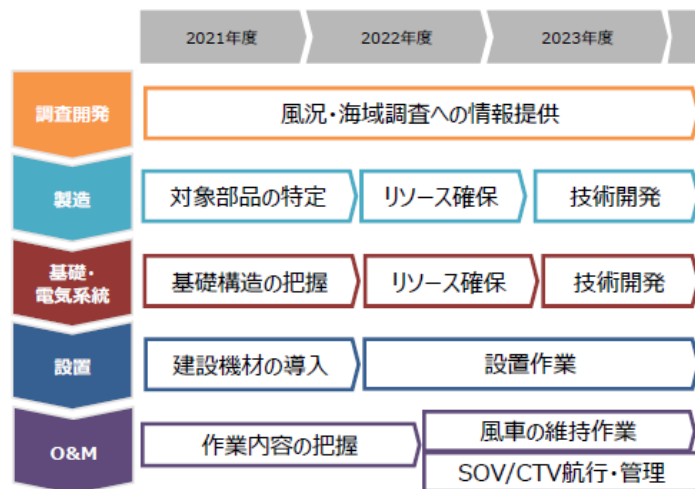 2021年度 2022年度 2023年度
調査開発
風況・海域調査への情報提供
製造
対象部品の特定 リソース確保 技術開発
基礎・
電気系統
基礎構造の把握 リソース確保 技術開発
設置
建設機材の導入 設置作業
O&M
作業内容の把握
風車の維持作業
SOV/CTV航行・管理